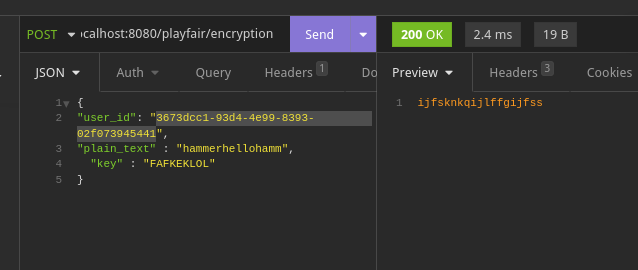 POST calhost:8080/playfair/encryption Send 200 OK 2.4 ms 19 B
JSON Auth Query Headers 1 Do Preview Headers 3 Cookies
1 {
2 "user_id": "3673dcc1-93d4-4e99-8393-
02f073945441",
3 "plain_text" : "hammerhellohamm",
4 "key" : "FAFKEKLOL"
5 }
1 ijfsknkqijlffgijfss